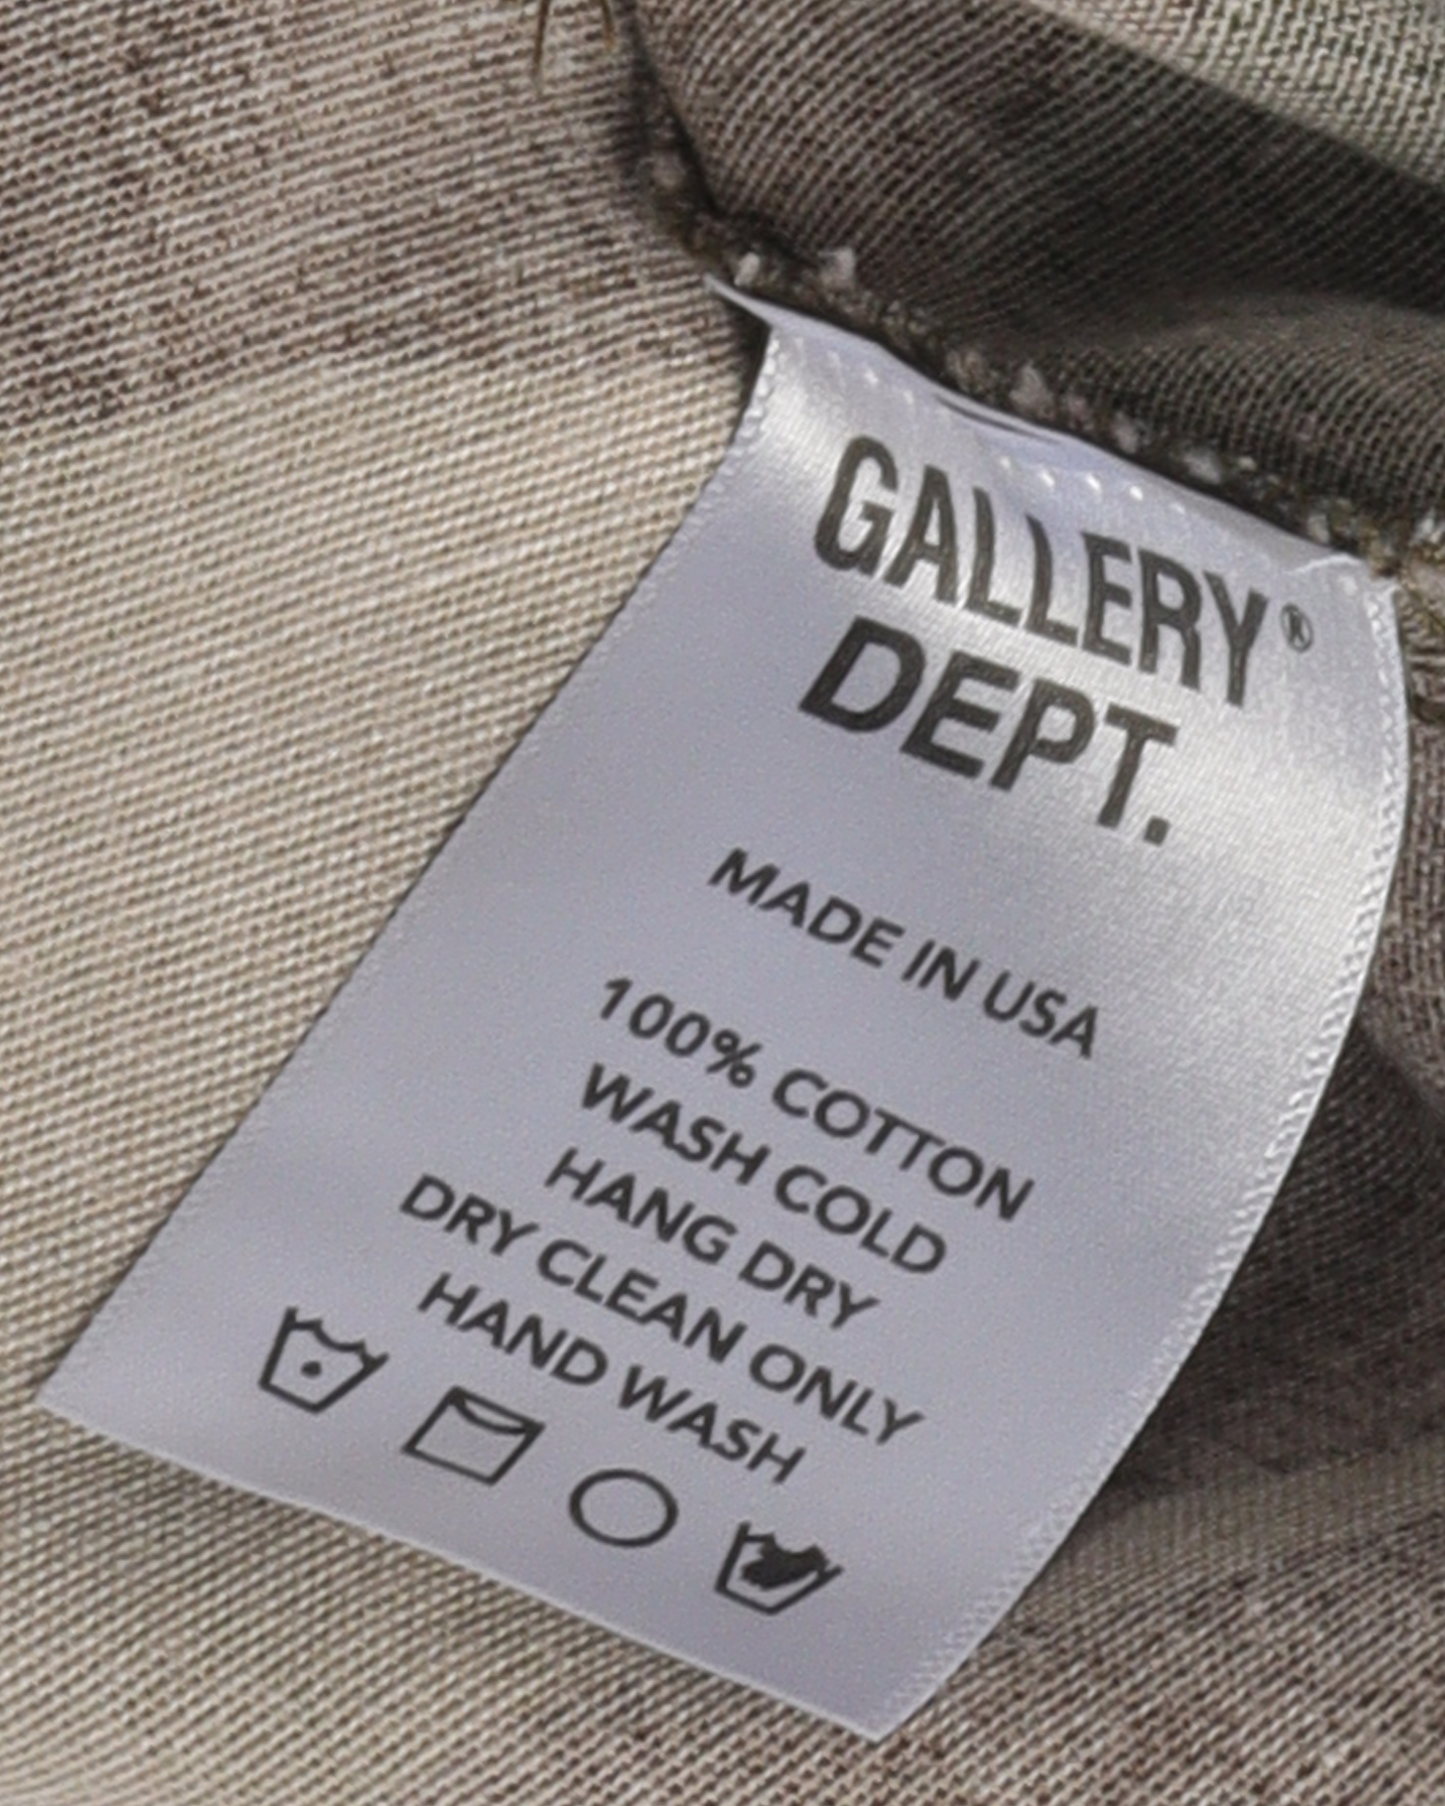 GALLERY®
DEPT.
MADE IN USA
100% COTTON
WASH COLD
HANG DRY
DRY CLEAN ONLY
HAND WASH